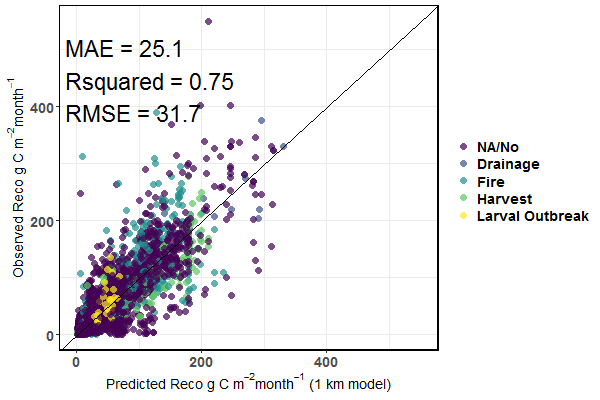 MAE = 25.1
Rsquared = 0.75
RMSE = 31.7
Observed Reco g C m⁻²month⁻¹
400
200
0
0 200 400
Predicted Reco g C m⁻²month⁻¹ (1 km model)
NA/No
Drainage
Fire
Harvest
Larval Outbreak